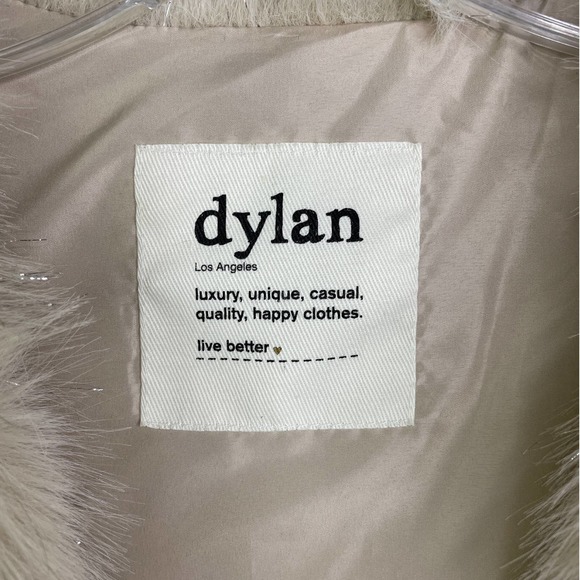 dylan
Los Angeles
luxury, unique, casual,
quality, happy clothes.
live better